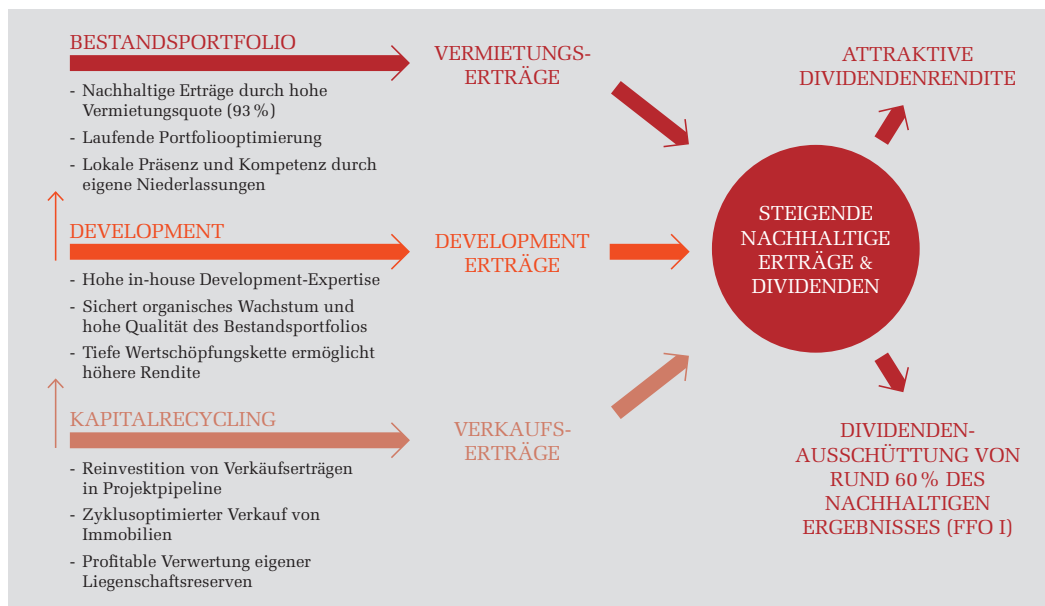 BESTANDSPORTFOLIO
- Nachhaltige Erträge durch hohe
Vermietungsquote (93 %)
- Laufende Portfoliooptimierung
- Lokale Präsenz und Kompetenz durch
eigene Niederlassungen
VERMIETUNGS-
ERTRÄGE
DEVELOPMENT
- Hohe in-house Development-Expertise
- Sichert organisches Wachstum und
hohe Qualität des Bestandsportfolios
- Tiefe Wertschöpfungskette ermöglicht
höhere Rendite
DEVELOPMENT
ERTRÄGE
KAPITALRECYCLING
- Reinvestition von Verkäufserträgen
in Projektpipeline
- Zyklusoptimierter Verkauf von
Immobilien
- Profitable Verwertung eigener
Liegenschaftsreserven
VERKAUFS-
ERTRÄGE
STEIGENDE
NACHHALTIGE
ERTRÄGE &
DIVIDENDEN
ATTRAKTIVE
DIVIDENDENRENDITE
DIVIDENDEN-
AUSSCHÜTTUNG VON
RUND 60 % DES
NACHHALTIGEN
ERGEBNISSES (FFO I)